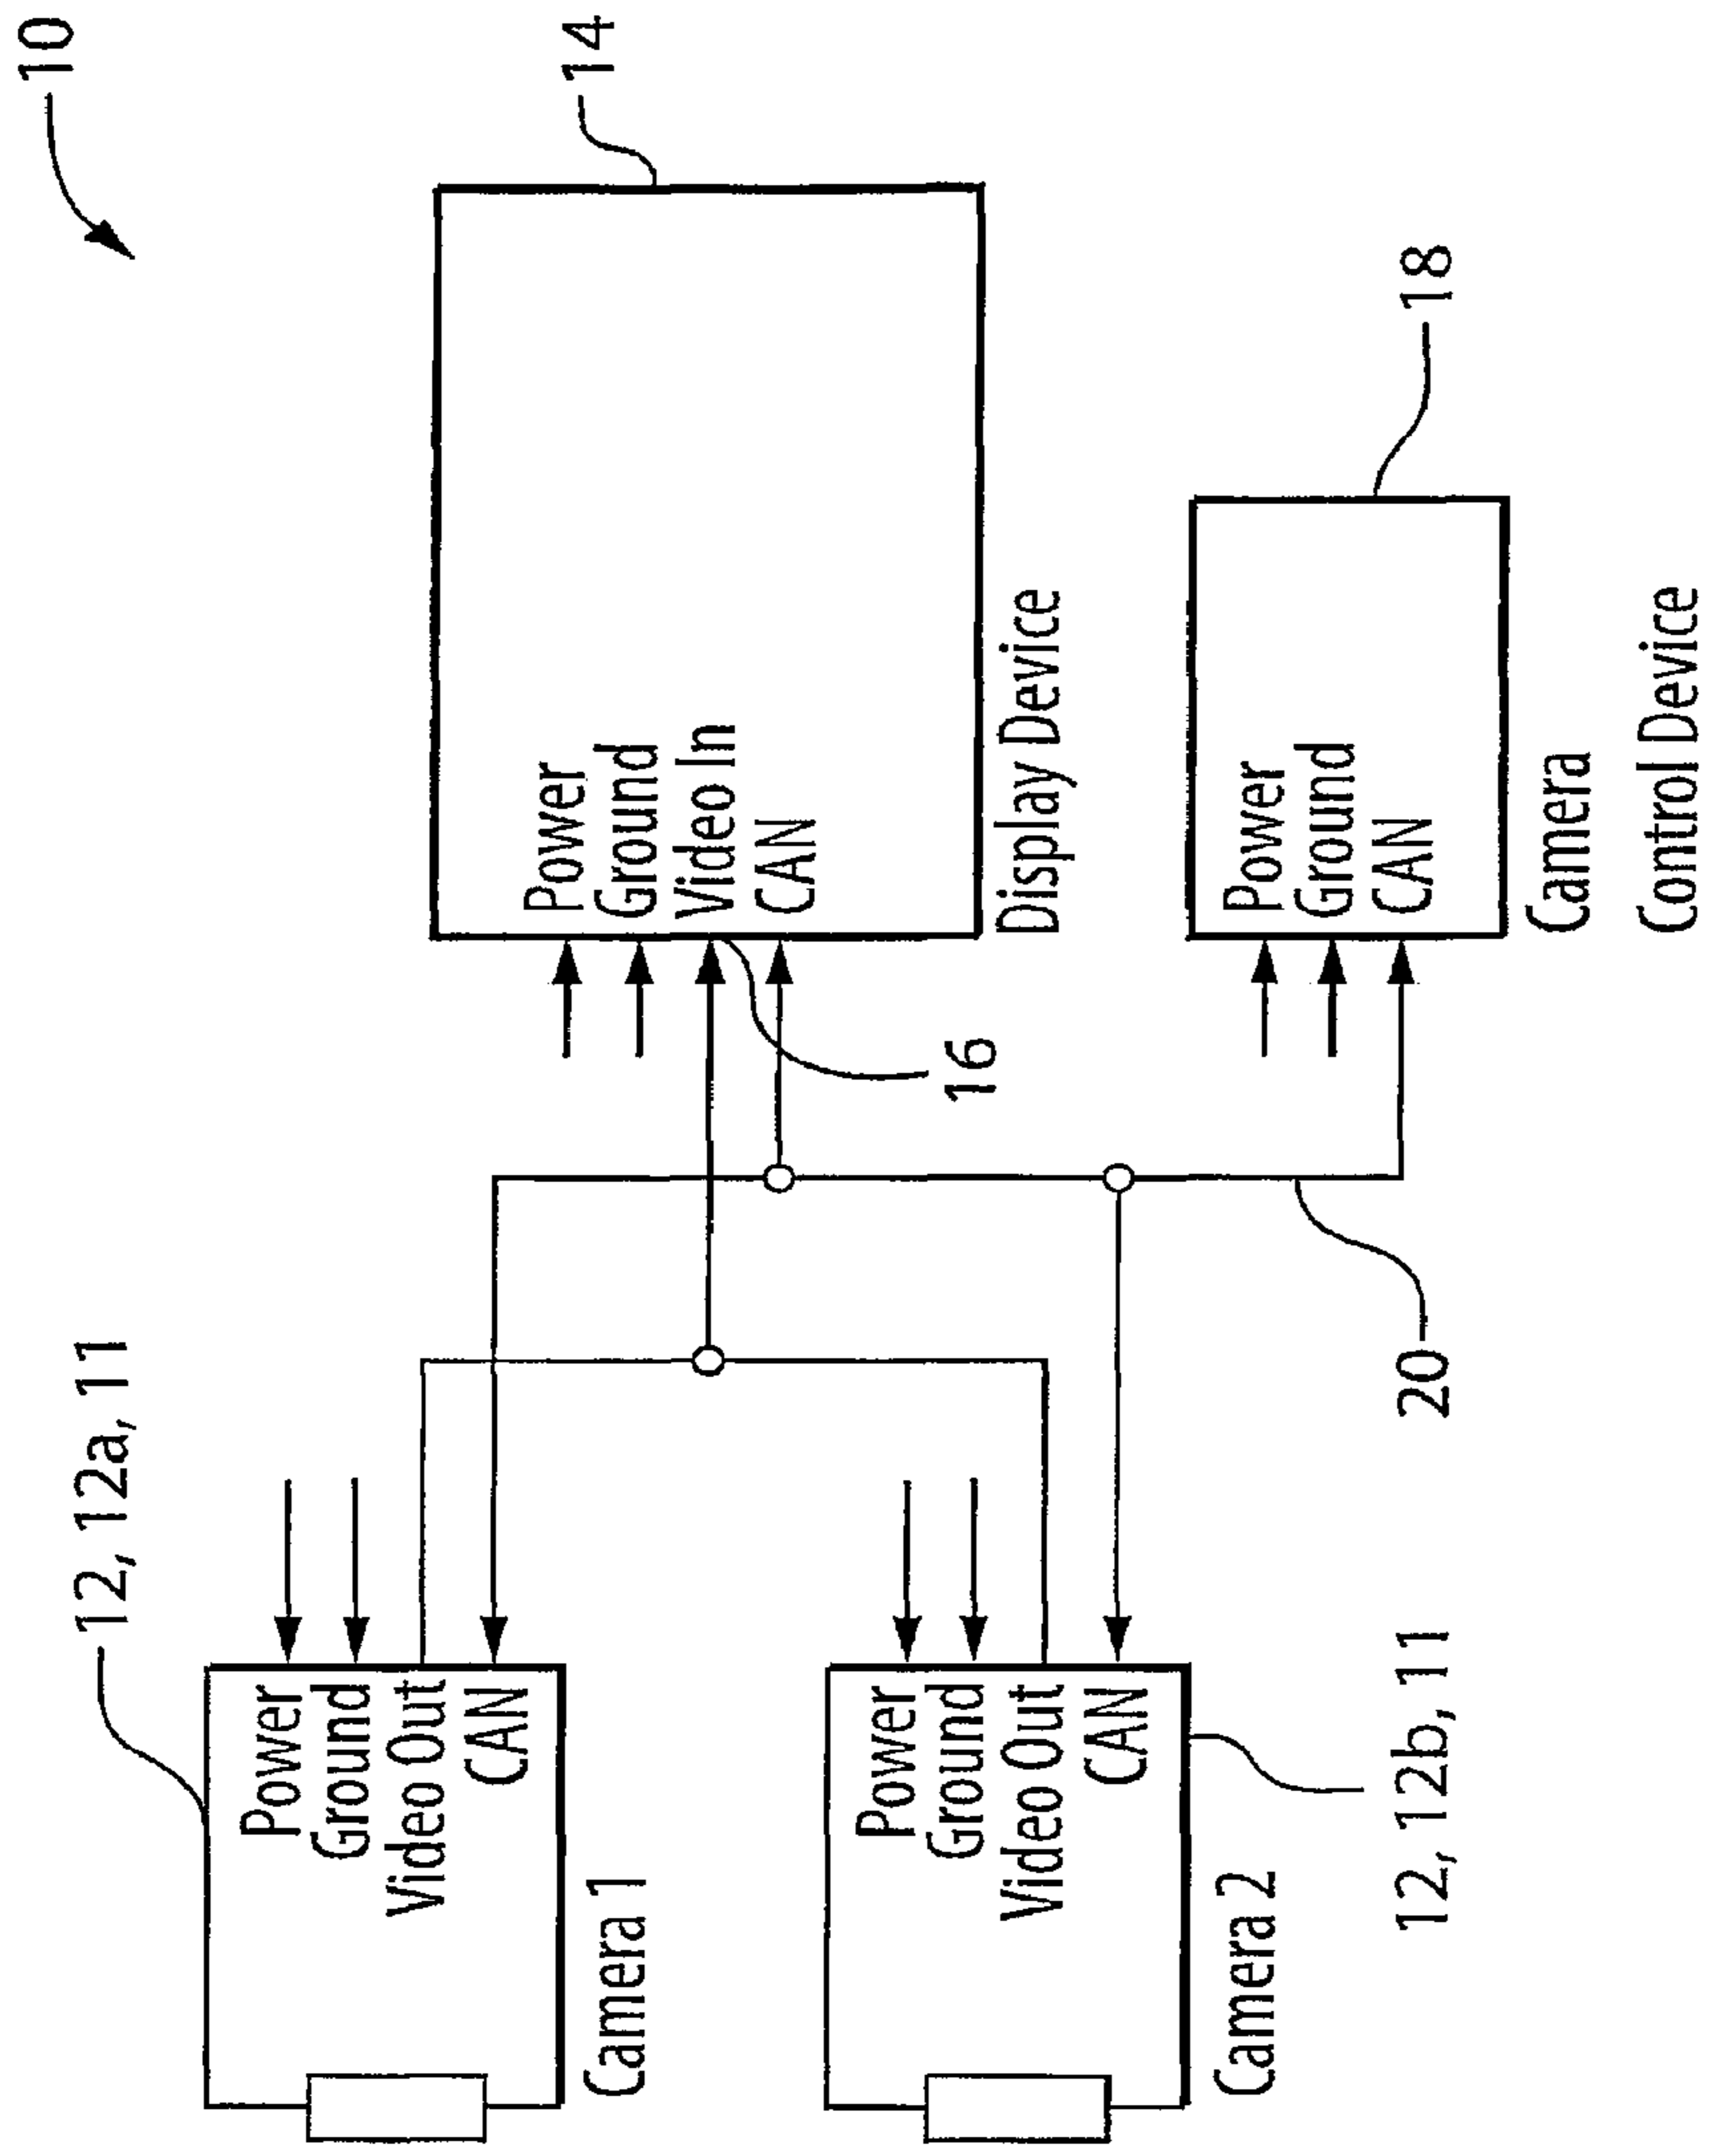 10
12, 12a, 11
Power
Ground
Video Out
CAN
Camera 1
Power
Ground
Video In
CAN
Display Device
14
16
Power
Ground
Video Out
CAN
Camera 2
12, 12b, 11
20
Power
Ground
CAN
Camera
Control Device
18